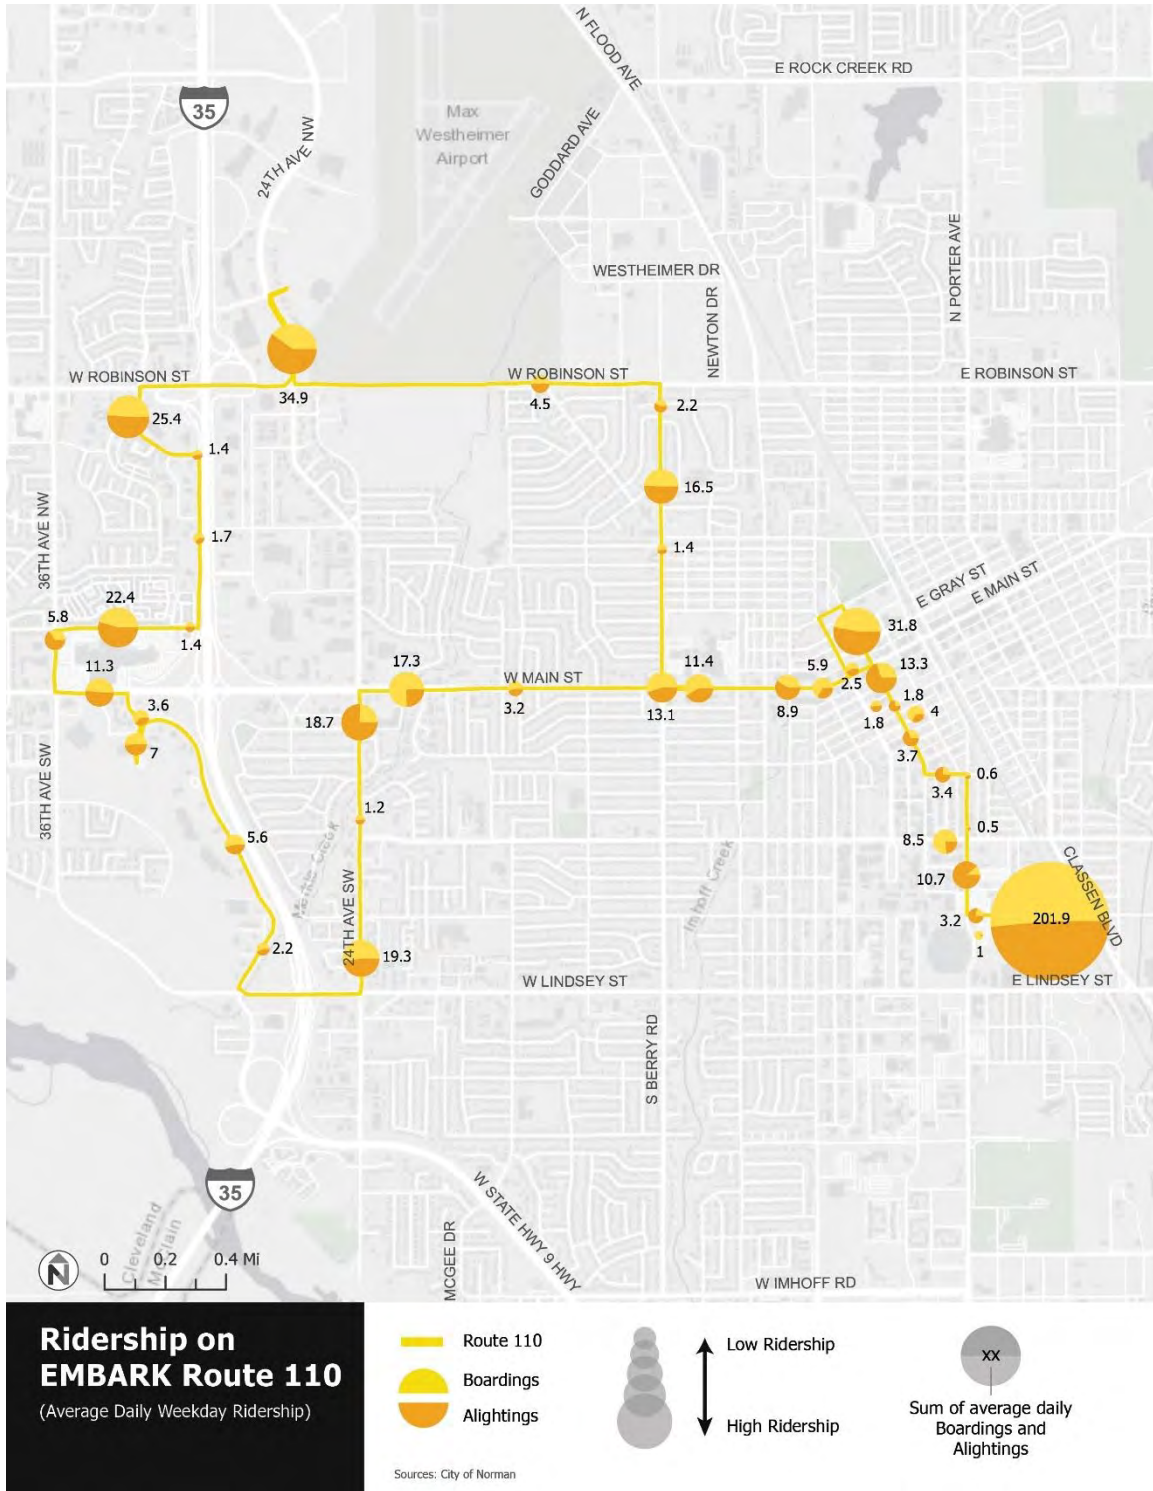 N FLOOD AVE
E ROCK CREEK RD
35
Max
Westheimer
Airport
24TH AVE NW
GODDARD AVE
N PORTER AVE
WESTHEIMER DR
NEWTON DR
W ROBINSON ST
W ROBINSON ST
E ROBINSON ST
34.9
4.5
2.2
25.4
1.4
16.5
36TH AVE NW
1.7
1.4
E GRAY ST
E MAIN ST
22.4
5.8
1.4
31.8
11.3
17.3
W MAIN ST
11.4
5.9
13.3
2.5
3.2
13.1
8.9
1.8
1.8
4
3.6
18.7
7
3.7
36TH AVE SW
0.6
3.4
1.2
0.5
5.6
8.5
Merkle Creek
Imhoff Creek
CLASSEN BLVD
10.7
24TH AVE SW
3.2
201.9
2.2
19.3
1
W LINDSEY ST
E LINDSEY ST
S BERRY RD
35
W STATE HWY 9 HWY
Cleveland
McClain
MCGEE DR
W IMHOFF RD
N
0 0.2 0.4 Mi
Ridership on
EMBARK Route 110
(Average Daily Weekday Ridership)
Route 110
Boardings
Alightings
Low Ridership
High Ridership
xx
Sum of average daily
Boardings and
Alightings
Sources: City of Norman